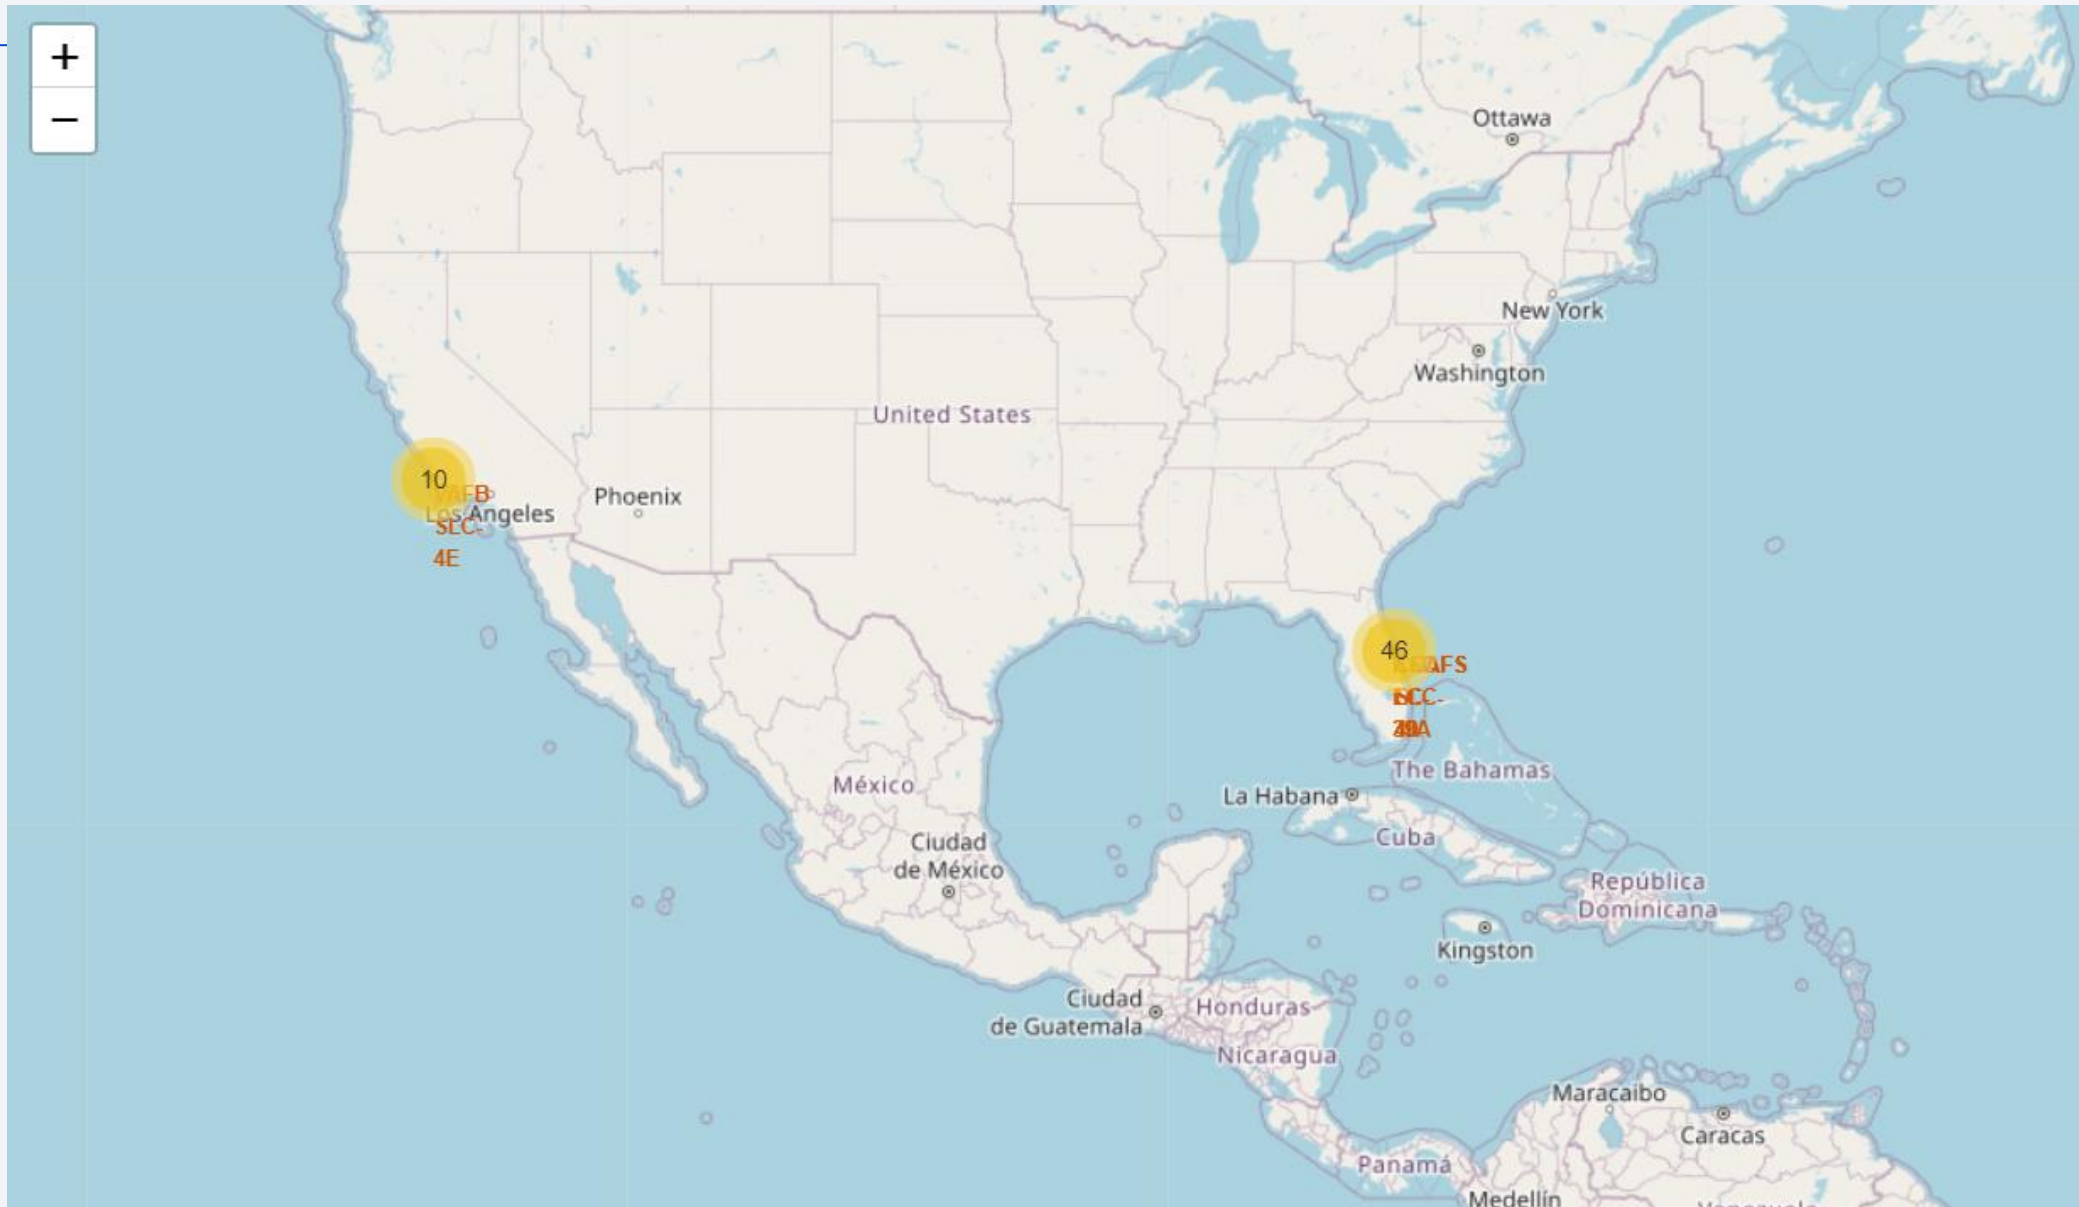 +
−
Ottawa
New York
Washington
United States
10
VAFB
Los Angeles
SLC-
4E
Phoenix
46
México
Ciudad
de México
The Bahamas
La Habana
Cuba
República
Dominicana
Kingston
Ciudad
de Guatemala
Honduras
Nicaragua
Maracaibo
Caracas
Panamá
Medellín